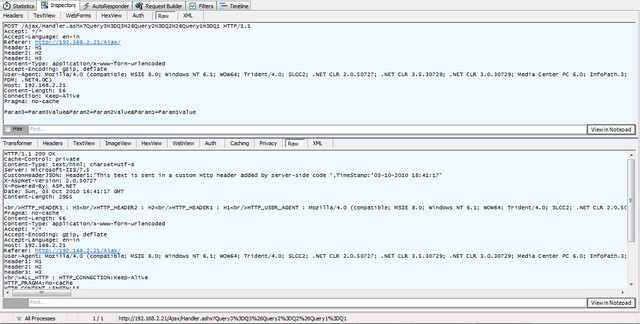 Statistics Inspectors AutoResponder Request Builder Filters Timeline
Headers TextView WebForms HexView Auth Raw XML
POST /Ajax/Handler.ashx?Query3%3DQ3%26Query2%3DQ2%26Query1%3DQ1 HTTP/1.1
Accept: */*
Accept-Language: en-in
Referer: http://192.168.2.21/Ajax/
header1: H1
header2: H2
header3: H3
Content-Type: application/x-www-form-urlencoded
Accept-Encoding: gzip, deflate
User-Agent: Mozilla/4.0 (compatible; MSIE 8.0; Windows NT 6.1; WOW64; Trident/4.0; SLCC2; .NET CLR 2.0.50727; .NET CLR 3.5.30729; .NET CLR 3.0.30729; Media Center PC 6.0; InfoPath.3;
FDM; .NET4.0C)
Host: 192.168.2.21
Content-Length: 56
Connection: Keep-Alive
Pragma: no-cache
Param3=Param3Value&Param2=Param2Value&Param1=Param1Value
Hex Find... View in Notepad
Transformer Headers TextView ImageView HexView WebView Auth Caching Privacy Raw XML
HTTP/1.1 200 OK
Cache-Control: private
Content-Type: text/html; charset=utf-8
Server: Microsoft-IIS/7.5
CustomHeaderJSON: Header1:'This text is sent in a custom Http header added by server-side code ',TimeStamp:'03-10-2010 18:41:17'
X-AspNet-Version: 2.0.50727
X-Powered-By: ASP.NET
Date: Sun, 03 Oct 2010 16:41:17 GMT
Content-Length: 2955
<br/>HTTP_HEADER3 : H3<br/>HTTP_HEADER2 : H2<br/>HTTP_HEADER1 : H1<br/>HTTP_USER_AGENT : Mozilla/4.0 (compatible; MSIE 8.0; Windows NT 6.1; WOW64; Trident/4.0; SLCC2; .NET CLR 2.0.50
Pragma: no-cache
Content-Length: 56
Content-Type: application/x-www-form-urlencoded
Accept: */*
Accept-Encoding: gzip, deflate
Accept-Language: en-in
Host: 192.168.2.21
Referer: http://192.168.2.21/Ajax/
User-Agent: Mozilla/4.0 (compatible; MSIE 8.0; Windows NT 6.1; WOW64; Trident/4.0; SLCC2; .NET CLR 2.0.50727; .NET CLR 3.5.30729; .NET CLR 3.0.30729; Media Center PC 6.0; InfoPath.3;
header1: H1
header2: H2
header3: H3
<br/>ALL_HTTP : HTTP_CONNECTION:Keep-Alive
HTTP_PRAGMA:no-cache
HTTP_CONTENT_LENGTH:56
Find... View in Notepad
All Processes 1 / 1 http://192.168.2.21/Ajax/Handler.ashx?Query3%3DQ3%26Query2%3DQ2%26Query1%3DQ1